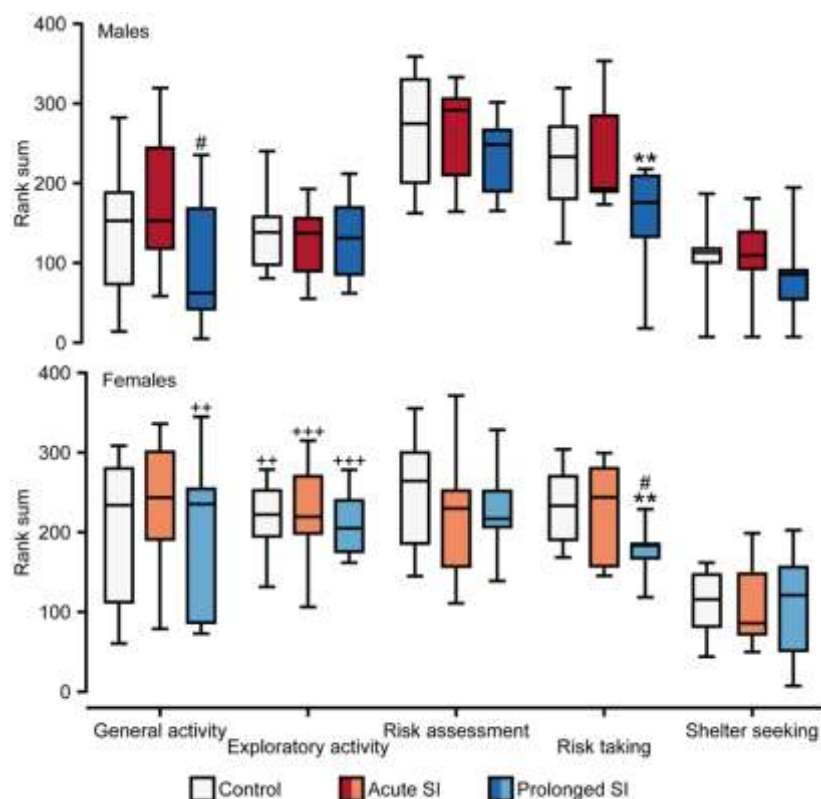 400
Males
300
#
**
200
Rank sum
100
0
400
Females
++
+++
300
++
+++
#
**
200
Rank sum
100
0
General activity
Exploratory activity
Risk assessment
Risk taking
Shelter seeking
Control
Acute SI
Prolonged SI